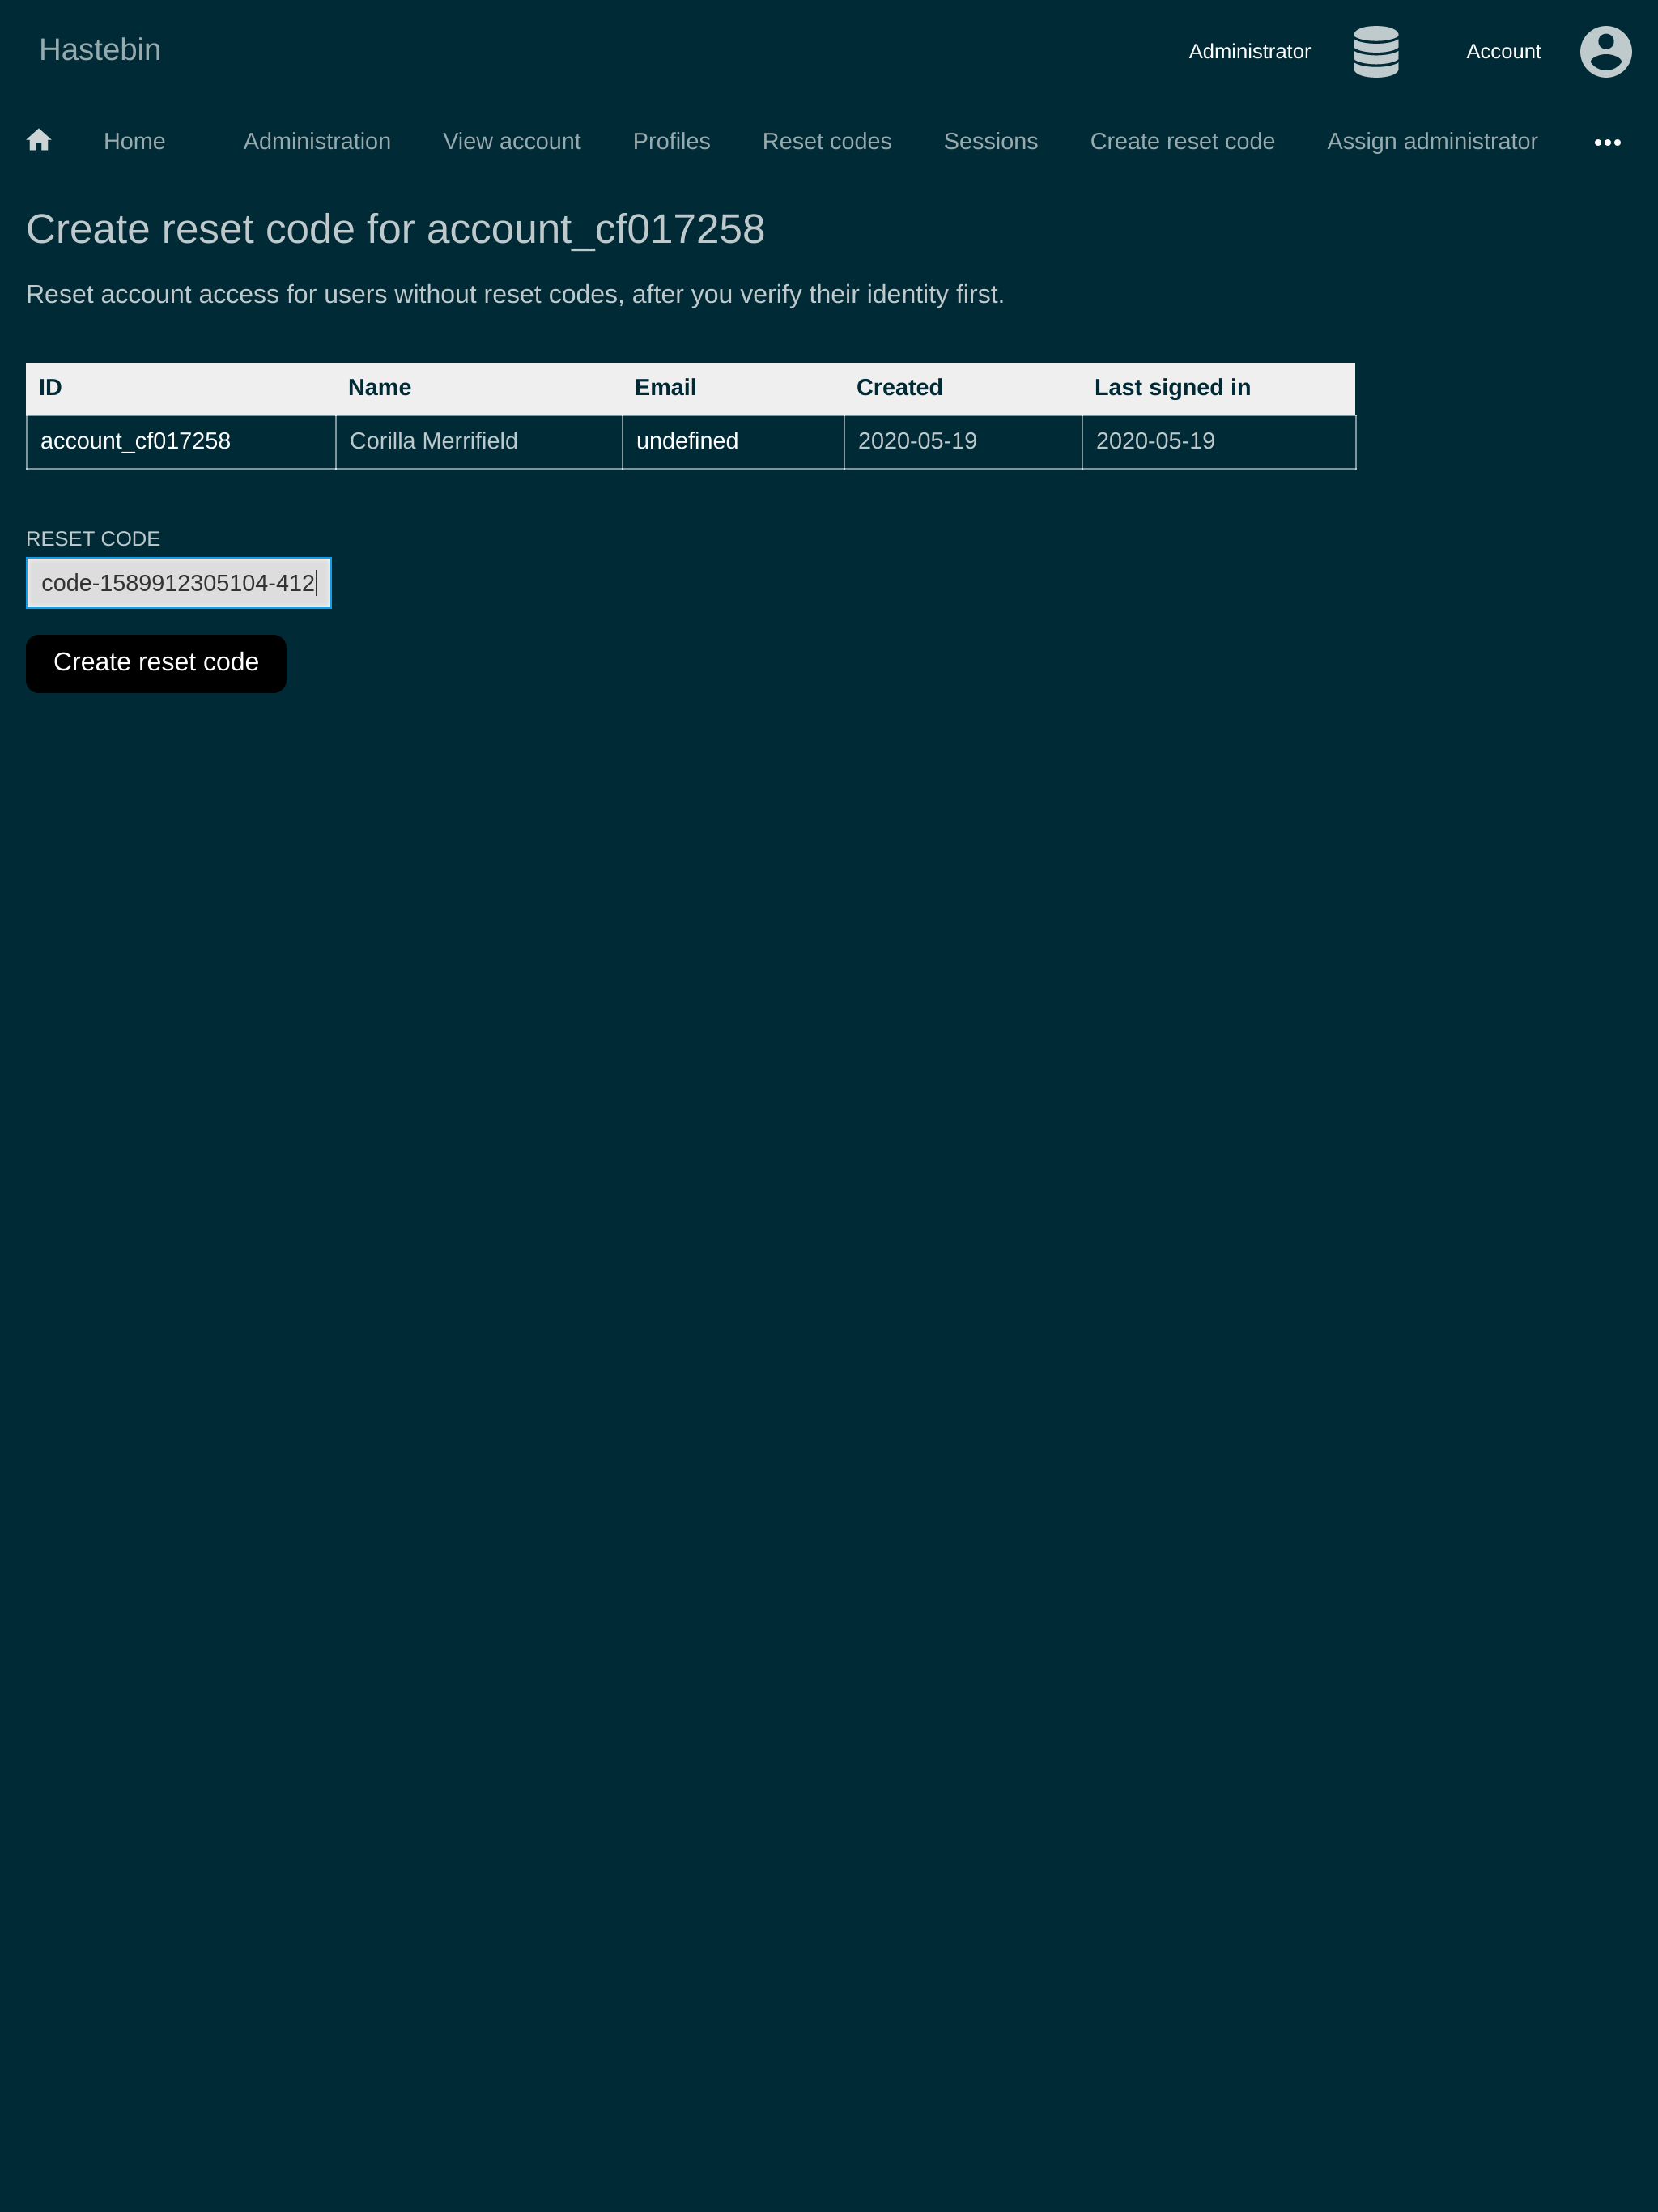 Hastebin
Administrator Account
Home Administration View account Profiles Reset codes Sessions Create reset code Assign administrator •••
Create reset code for account_cf017258
Reset account access for users without reset codes, after you verify their identity first.
ID Name Email Created Last signed in
account_cf017258 Corilla Merrifield undefined 2020-05-19 2020-05-19
RESET CODE
code-1589912305104-412
Create reset code